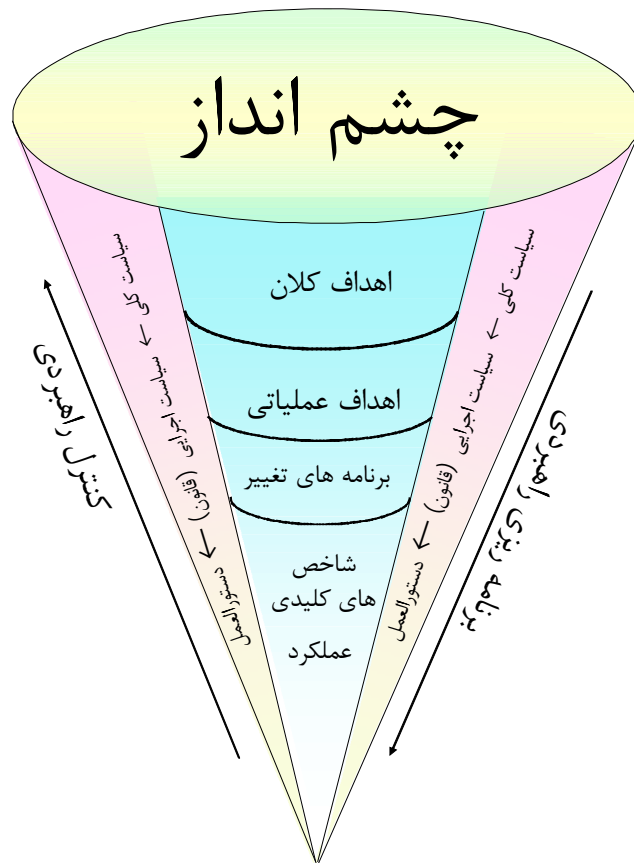 چشم انداز
اهداف کلان
اهداف عملیاتی
برنامه های تغییر
شاخص
های کلیدی
عملکرد
سیاست کلی ← سیاست اجرایی (قانون) ← دستورالعمل
سیاست کلی ← سیاست اجرایی (قانون) ← دستورالعمل
برنامه ریزی راهبردی
کنترل راهبردی